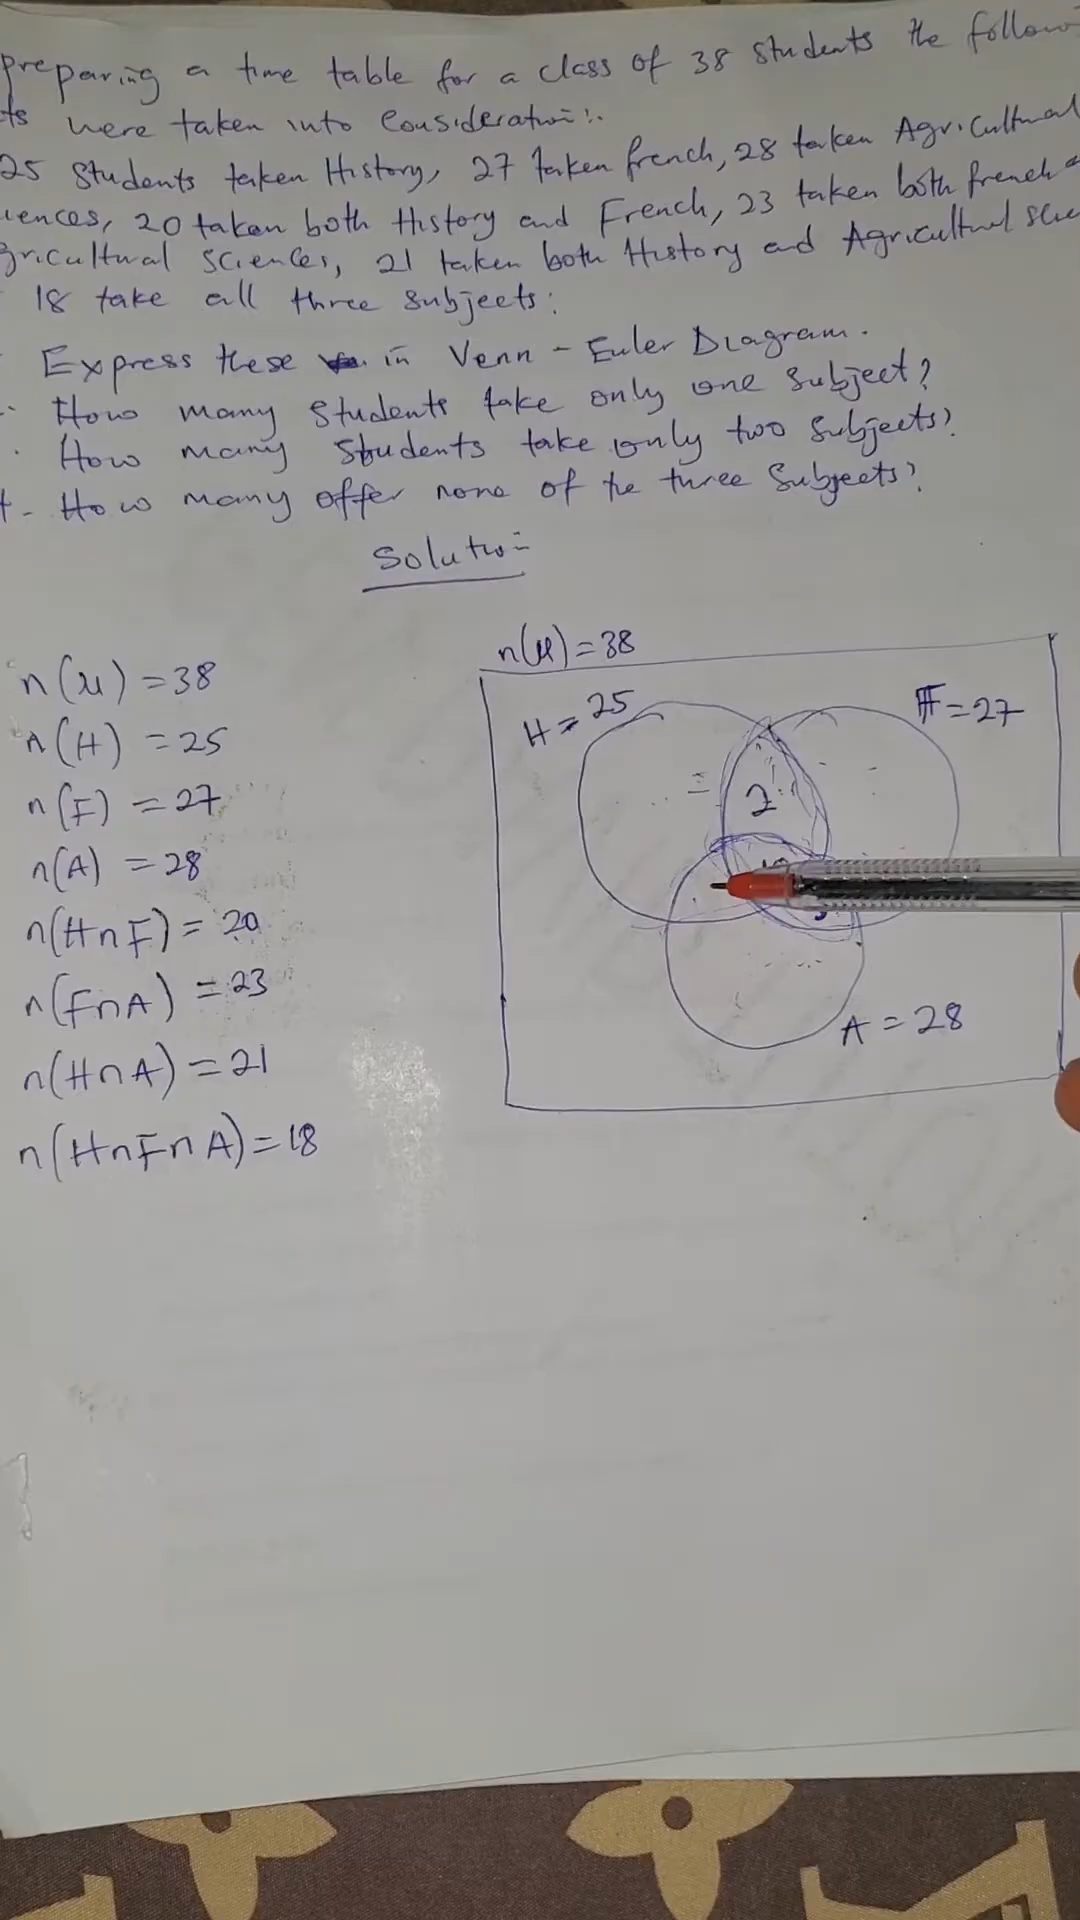 preparing a time table for a class of 38 students the follow
ts were taken into Consideration:.
25 Students taken History, 27 taken french, 28 taken Agricultural
iences, 20 taken both History and French, 23 taken both french
gricultural Sciences, 21 taken both History and Agricultural Scie
18 take all three subjects:
Express these in Venn - Euler Diagram.
How many students take only one subject?
How many students take only two subjects?
How many offer none of the three Subjects?
Solution
n(μ) = 38
n(H) = 25
n(F) = 27
n(A) = 28
n(H∩F) = 20
n(F∩A) = 23
n(H∩A) = 21
n(H∩F∩A) = 18
n(μ) = 38
H = 25
F = 27
2
A = 28